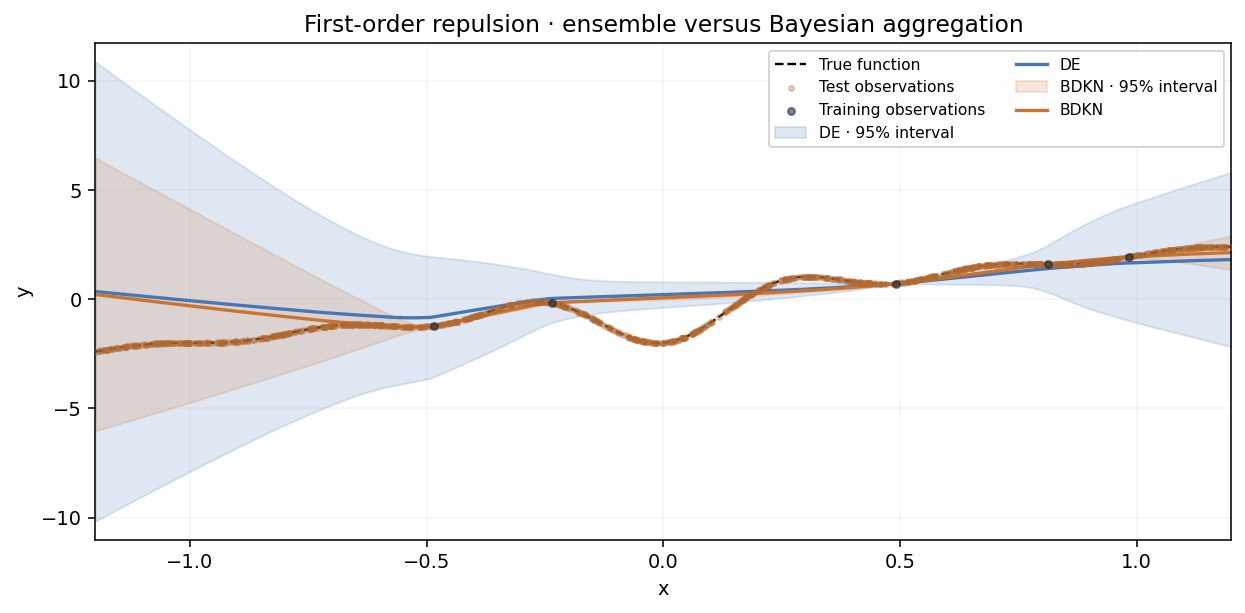 First-order repulsion · ensemble versus Bayesian aggregation
True function
Test observations
Training observations
DE · 95% interval
DE
BDKN · 95% interval
BDKN
10
5
0
−5
−10
y
−1.0
−0.5
0.0
0.5
1.0
x